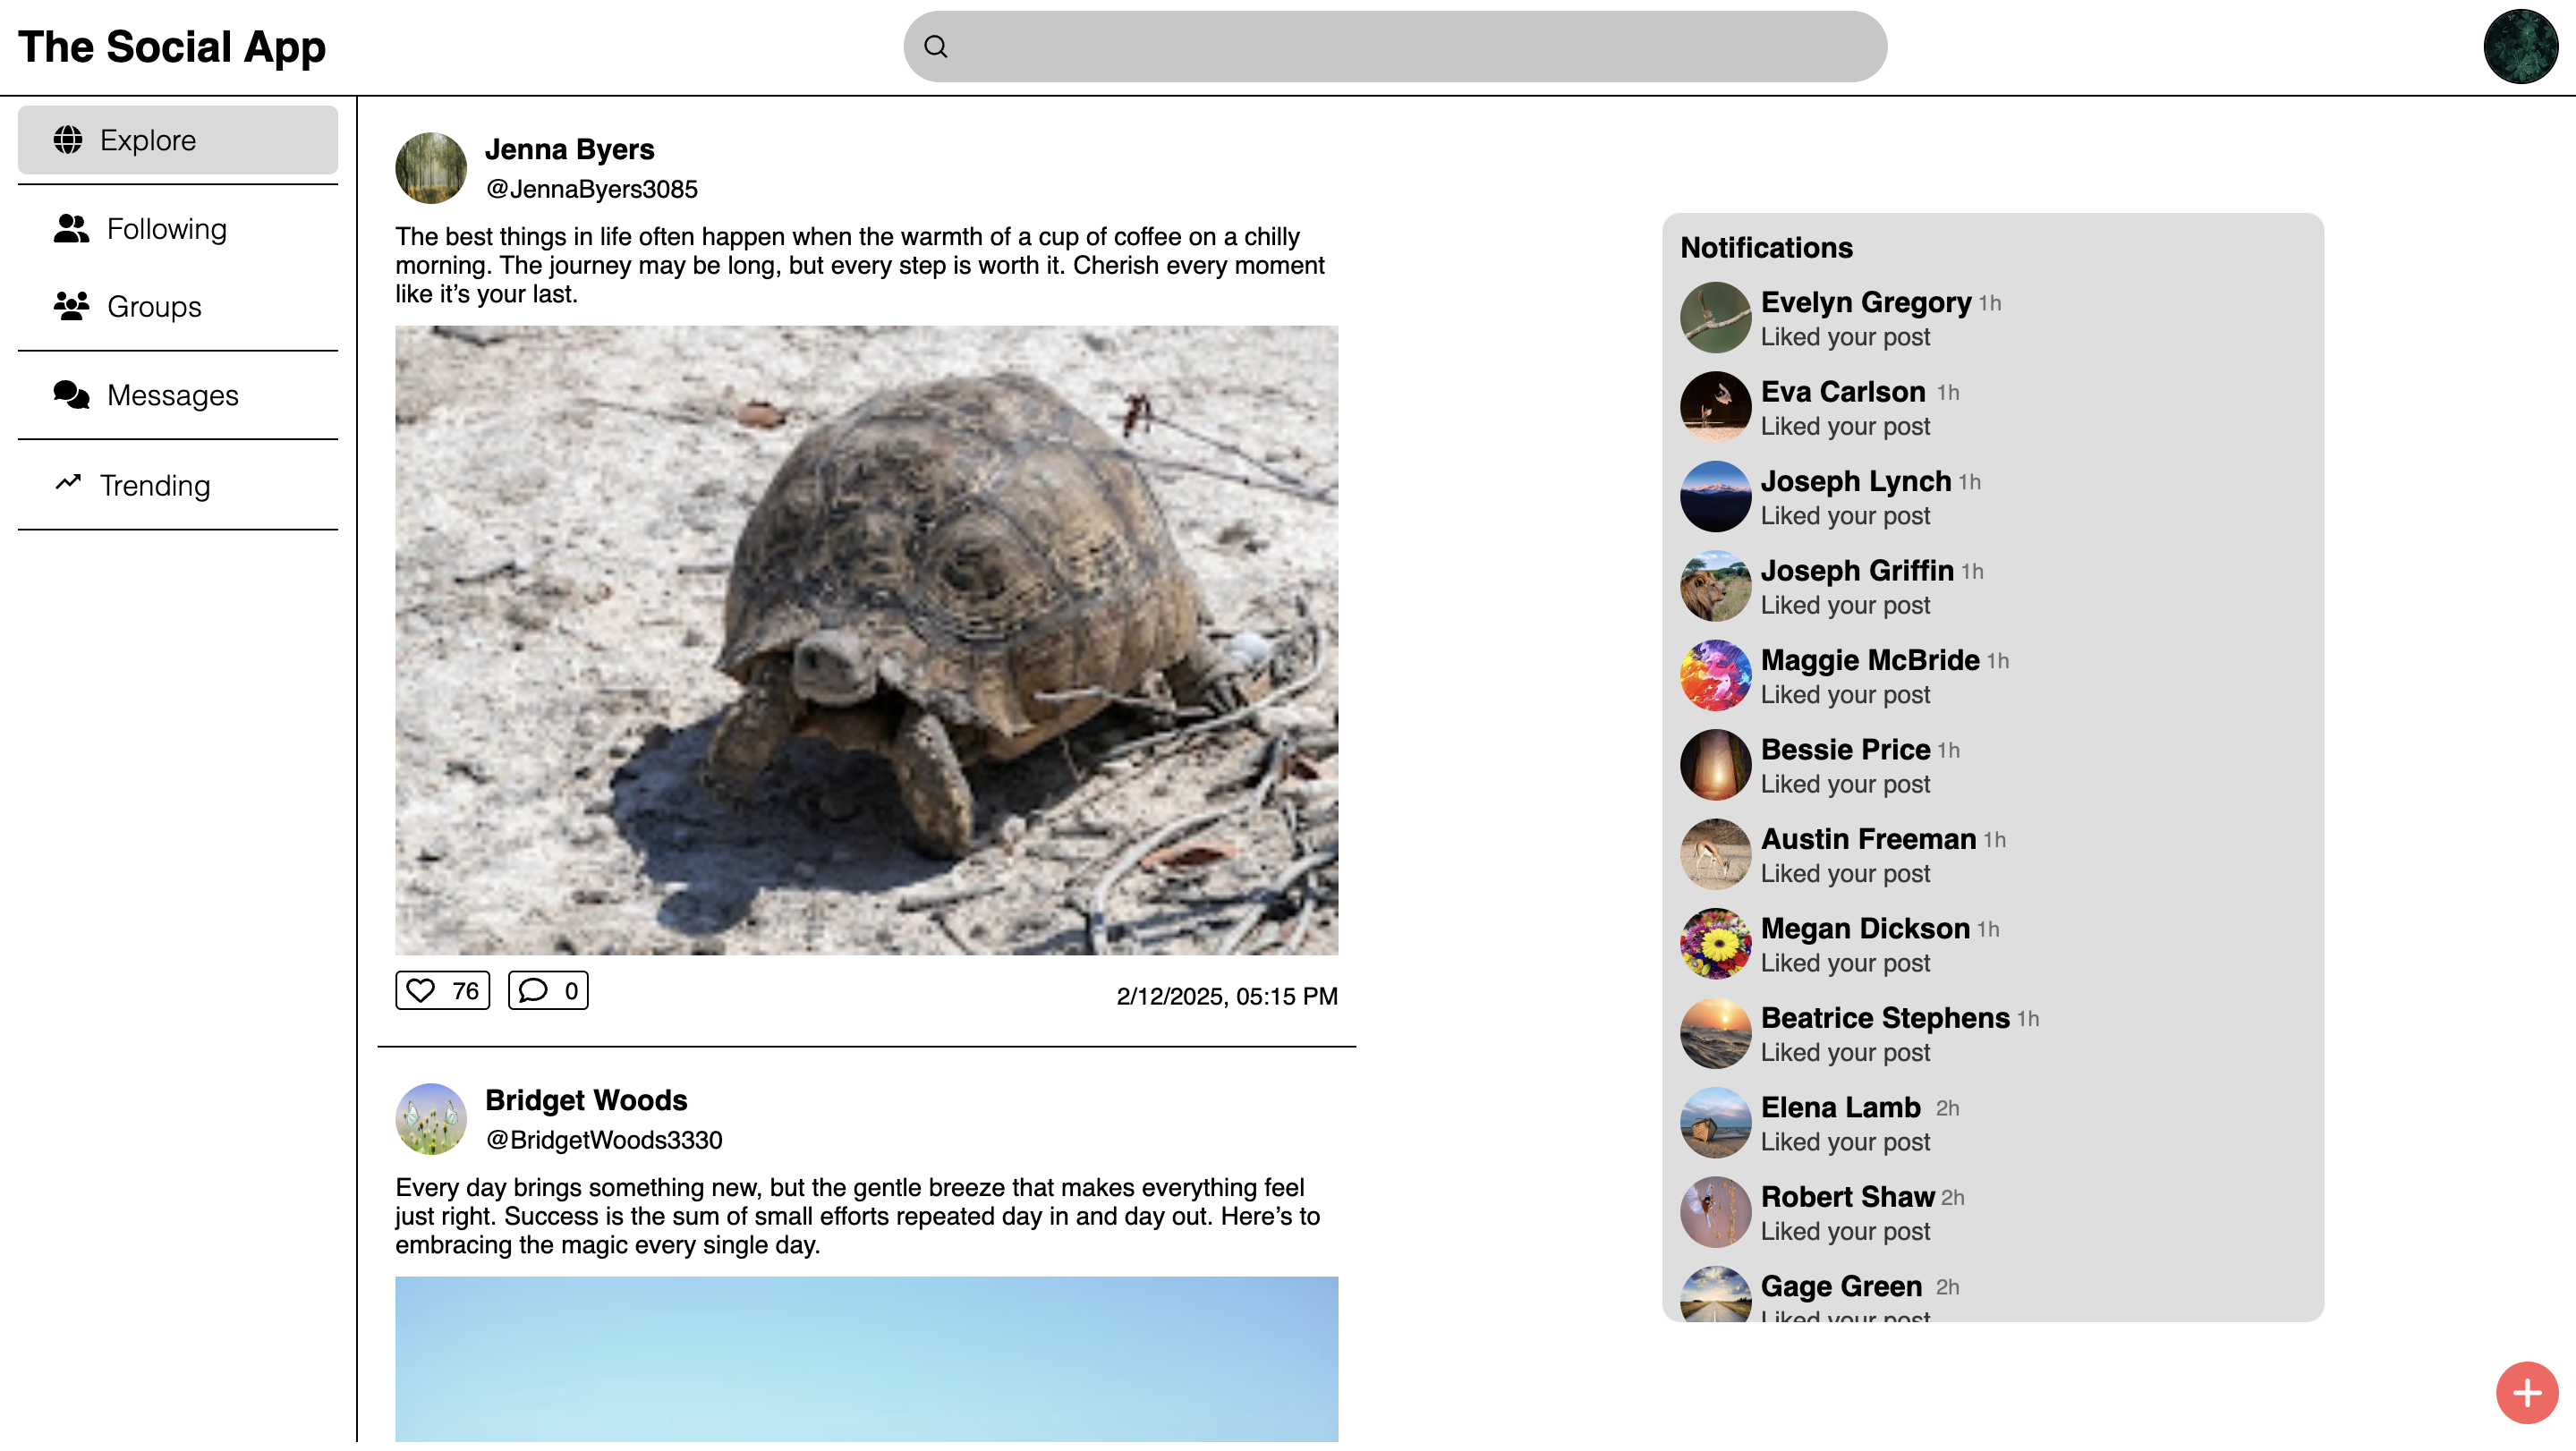 The Social App
Explore
Following
Groups
Messages
Trending
Jenna Byers
@JennaByers3085
The best things in life often happen when the warmth of a cup of coffee on a chilly
morning. The journey may be long, but every step is worth it. Cherish every moment
like it’s your last.
76
0
2/12/2025, 05:15 PM
Bridget Woods
@BridgetWoods3330
Every day brings something new, but the gentle breeze that makes everything feel
just right. Success is the sum of small efforts repeated day in and day out. Here’s to
embracing the magic every single day.
Notifications
Evelyn Gregory 1h
Liked your post
Eva Carlson 1h
Liked your post
Joseph Lynch 1h
Liked your post
Joseph Griffin 1h
Liked your post
Maggie McBride 1h
Liked your post
Bessie Price 1h
Liked your post
Austin Freeman 1h
Liked your post
Megan Dickson 1h
Liked your post
Beatrice Stephens 1h
Liked your post
Elena Lamb 2h
Liked your post
Robert Shaw 2h
Liked your post
Gage Green 2h
Liked your post